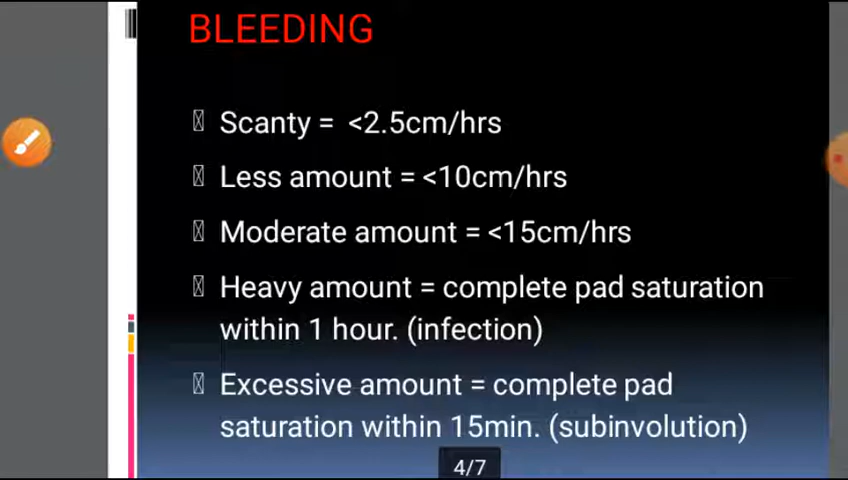 BLEEDING
Scanty = <2.5cm/hrs
Less amount = <10cm/hrs
Moderate amount = <15cm/hrs
Heavy amount = complete pad saturation
within 1 hour. (infection)
Excessive amount = complete pad
saturation within 15min. (subinvolution)
4/7